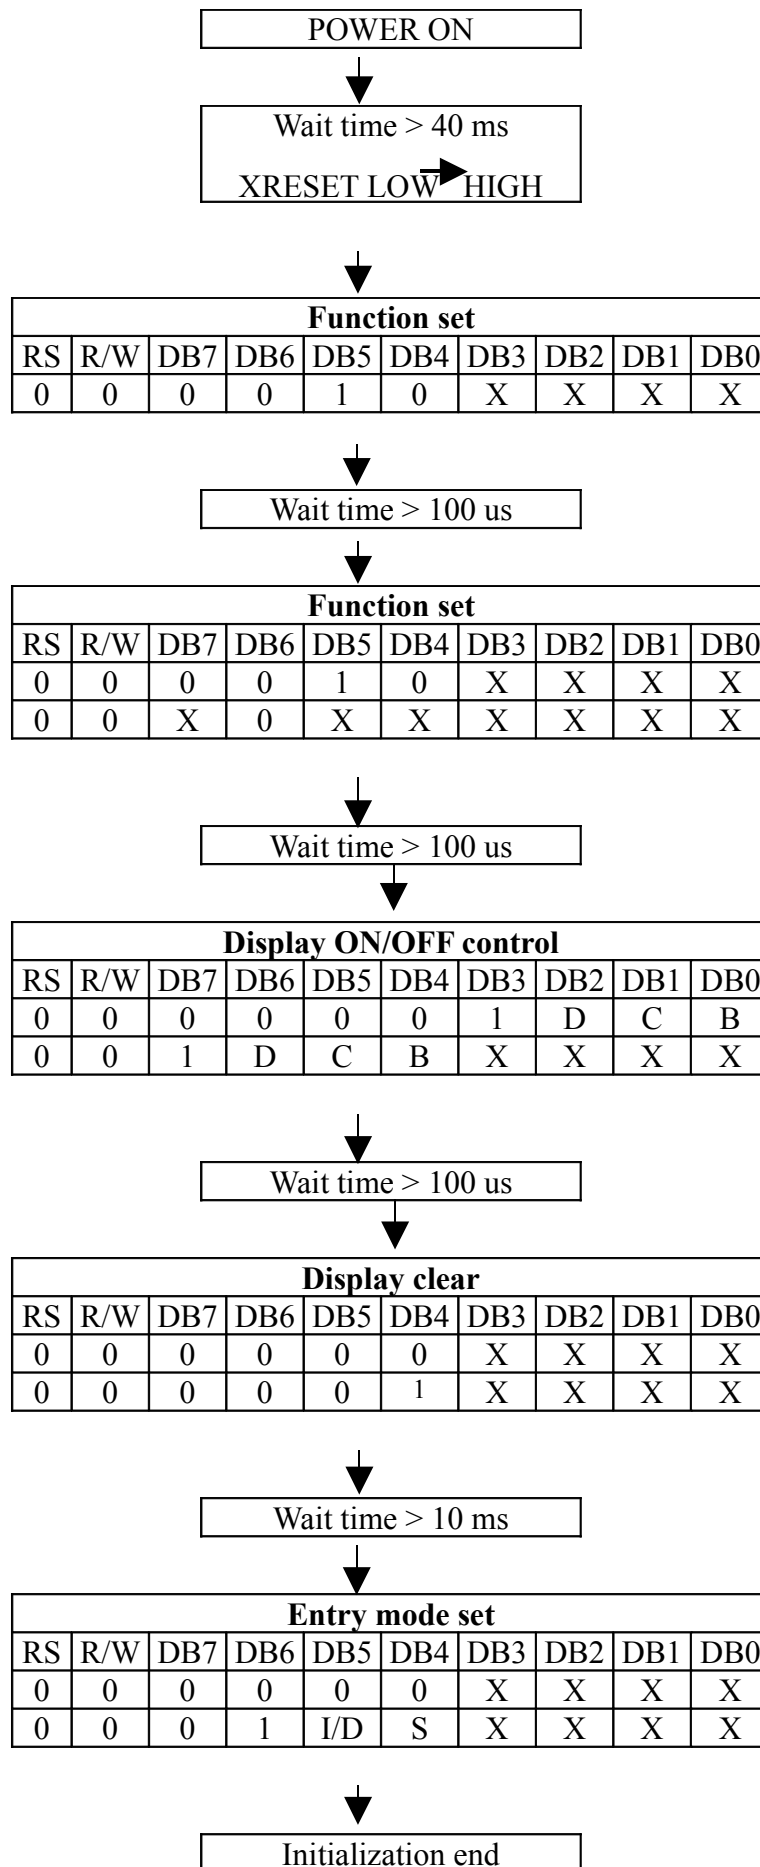 POWER ON
Wait time > 40 ms
XRESET LOW HIGH
Function set
RS R/W DB7 DB6 DB5 DB4 DB3 DB2 DB1 DB0
0 0 0 0 1 0 X X X X
Wait time > 100 us
Function set
RS R/W DB7 DB6 DB5 DB4 DB3 DB2 DB1 DB0
0 0 0 0 1 0 X X X X
0 0 X 0 X X X X X X
Wait time > 100 us
Display ON/OFF control
RS R/W DB7 DB6 DB5 DB4 DB3 DB2 DB1 DB0
0 0 0 0 0 0 1 D C B
0 0 1 D C B X X X X
Wait time > 100 us
Display clear
RS R/W DB7 DB6 DB5 DB4 DB3 DB2 DB1 DB0
0 0 0 0 0 0 X X X X
0 0 0 0 0 1 X X X X
Wait time > 10 ms
Entry mode set
RS R/W DB7 DB6 DB5 DB4 DB3 DB2 DB1 DB0
0 0 0 0 0 0 X X X X
0 0 0 1 I/D S X X X X
Initialization end